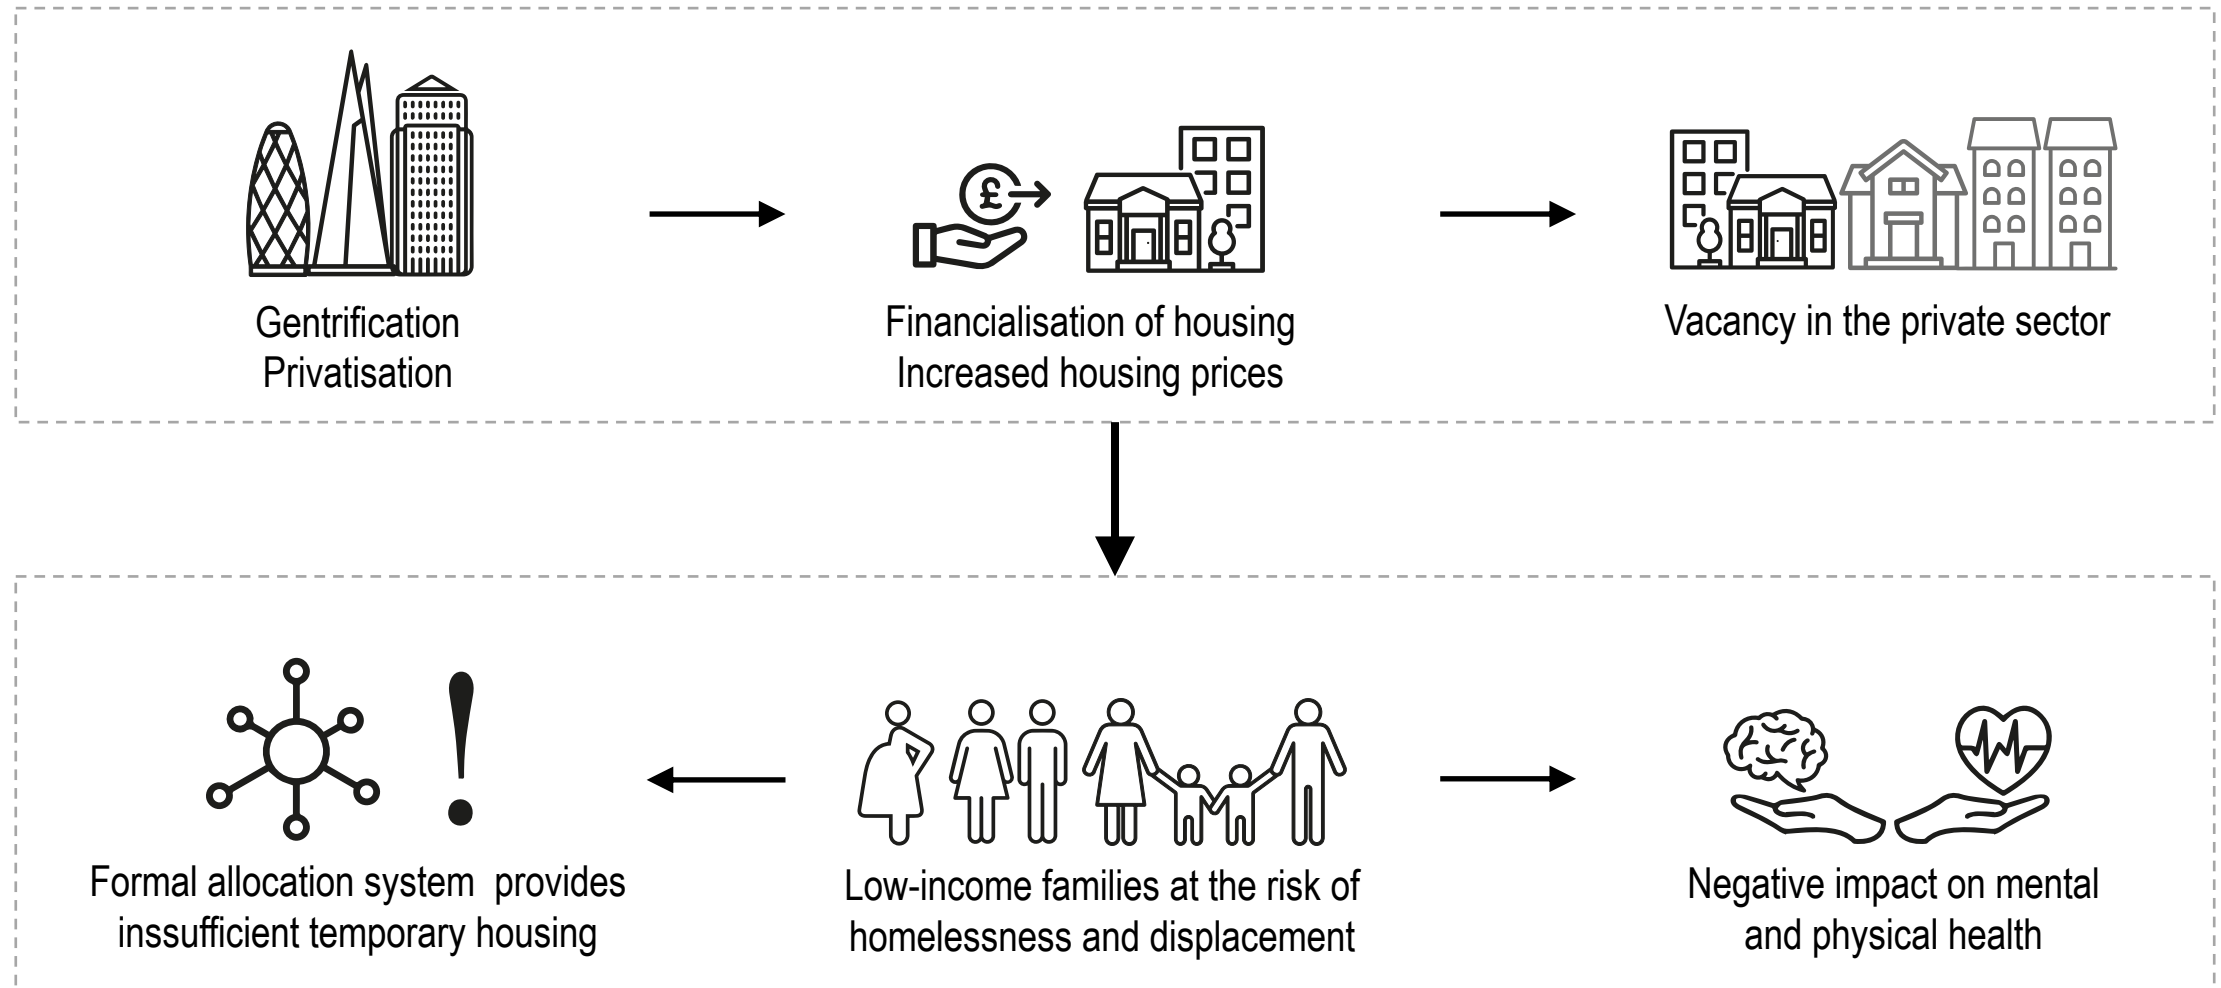 Gentrification
Privatisation
Financialisation of housing
Increased housing prices
Vacancy in the private sector
£
Formal allocation system  provides
inssufficient temporary housing
!
Low-income families at the risk of
homelessness and displacement
Negative impact on mental
and physical health